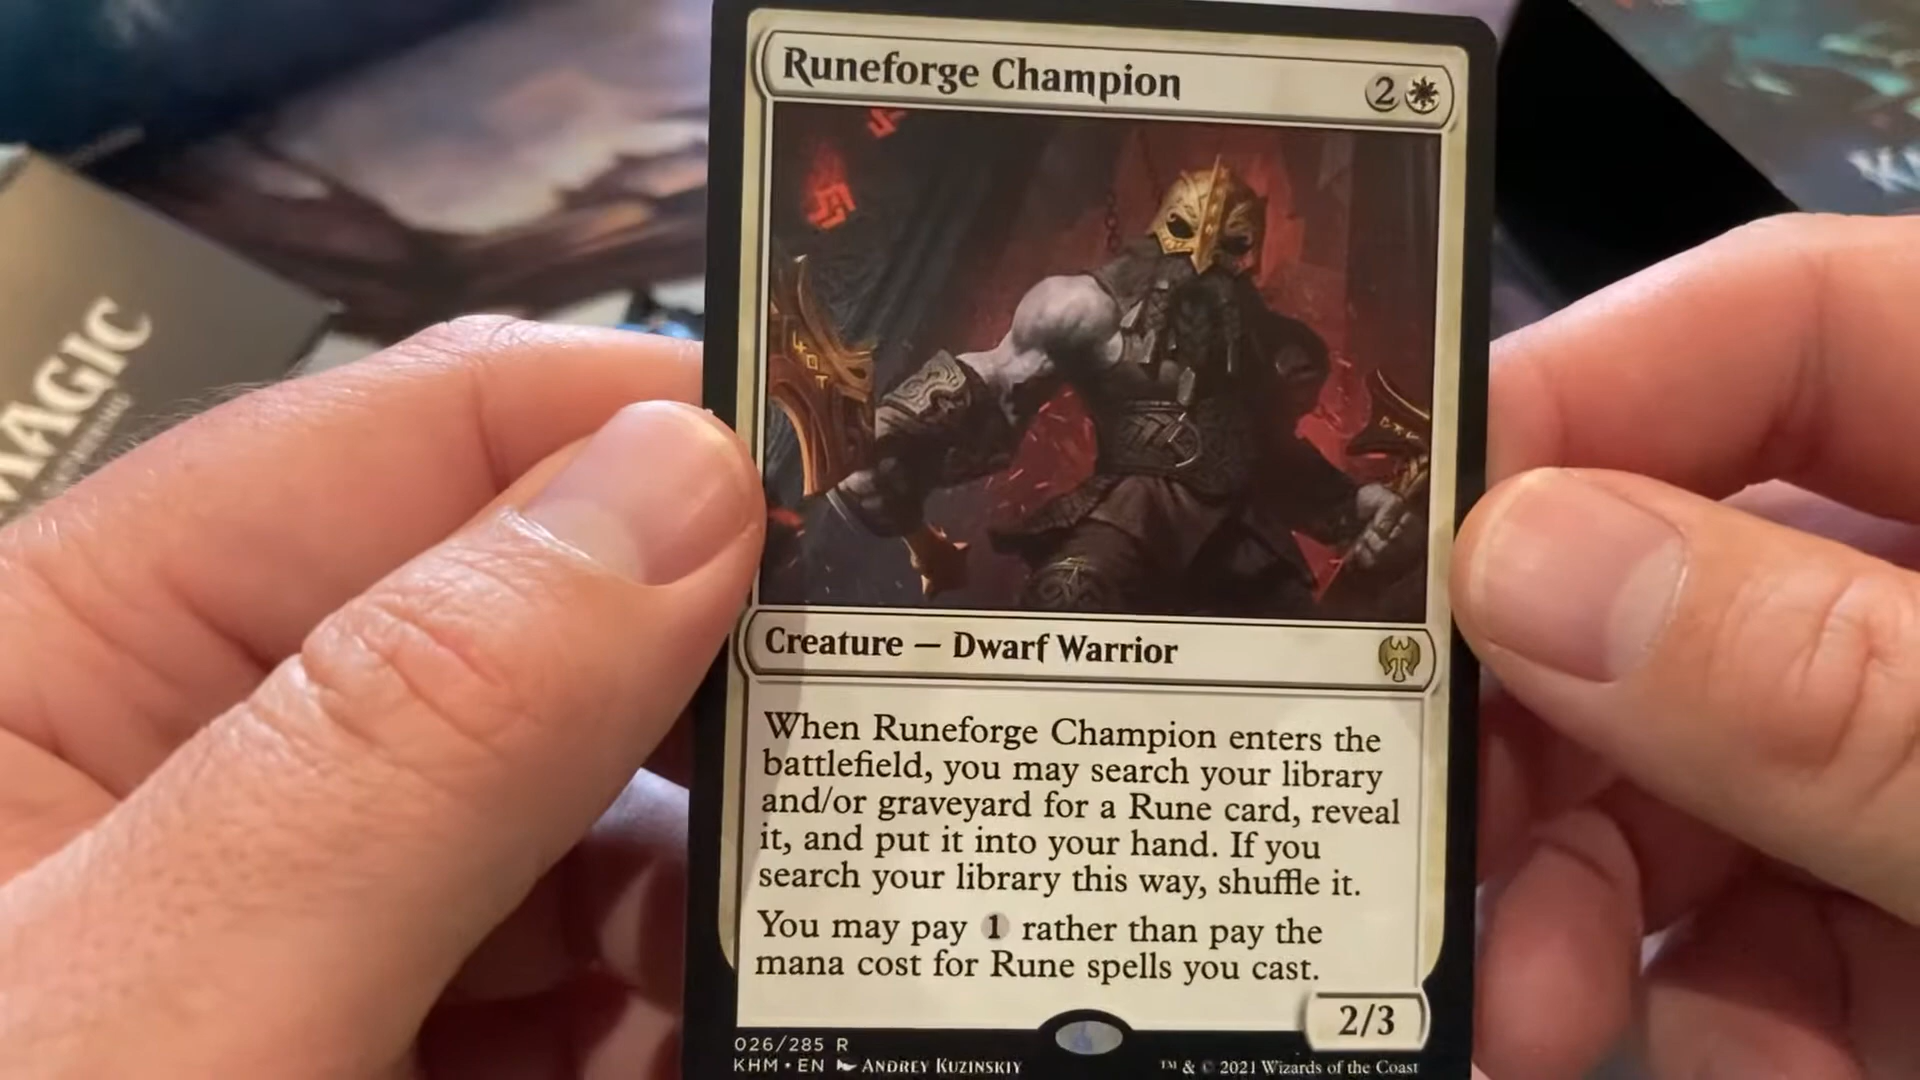 Runeforge Champion
2
Creature — Dwarf Warrior
When Runeforge Champion enters the
battlefield, you may search your library
and/or graveyard for a Rune card, reveal
it, and put it into your hand. If you
search your library this way, shuffle it.
You may pay 1 rather than pay the
mana cost for Rune spells you cast.
2/3
026/285 R
KHM • EN ANDREY KUZINSKIY
™ & © 2021 Wizards of the Coast
MAGIC